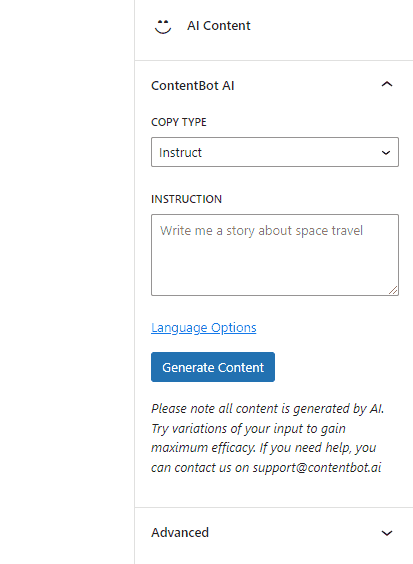 AI Content
ContentBot AI
COPY TYPE
Instruct
INSTRUCTION
Write me a story about space travel
Language Options
Generate Content
Please note all content is generated by AI.
Try variations of your input to gain
maximum efficacy. If you need help, you
can contact us on support@contentbot.ai
Advanced